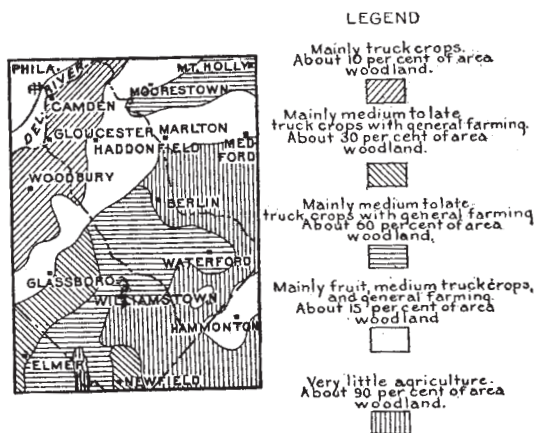 LEGEND
Mainly truck crops.
About 10 per cent of area
woodland.
Mainly medium to late
truck crops with general farming.
About 30 per cent of area
woodland.
Mainly medium to late
truck crops with general farming
About 60 per cent of area
woodland.
Mainly fruit, medium truck crops,
and general farming.
About 15 per cent of area
woodland
Very little agriculture.
About 90 per cent of area
woodland.
PHILA.
DEL. RIVER.
MT. HOLLY
MOORESTOWN
CAMDEN
GLOUCESTER
MARLTON
HADDONFIELD
MED-
FORD
WOODBURY
BERLIN
WATERFORD
GLASSBORO
WILLIAMSTOWN
HAMMONTON
ELMER
NEWFIELD